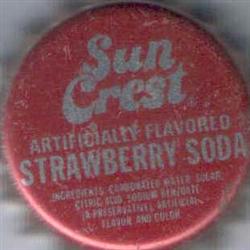 Sun
Crest
ARTIFICIALLY FLAVORED
STRAWBERRY SODA
INGREDIENTS: CARBONATED WATER, SUGAR,
CITRIC ACID, SODIUM BENZOATE
(A PRESERVATIVE), ARTIFICIAL
FLAVOR AND COLOR.